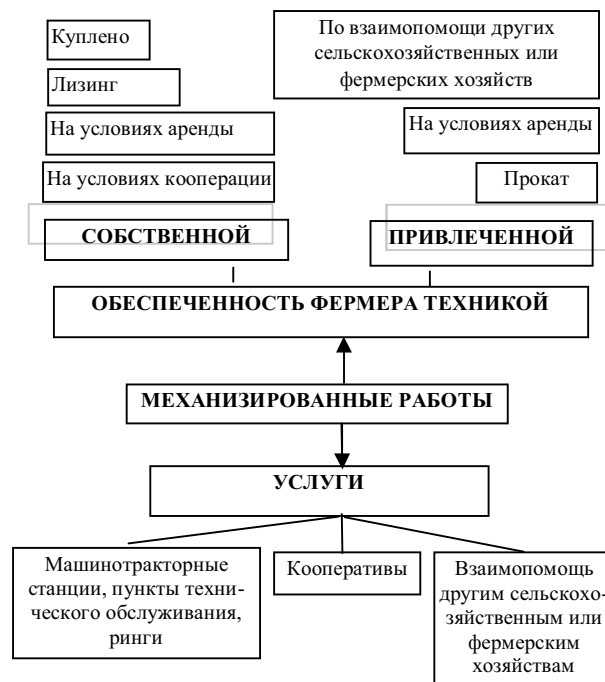 Куплено
По взаимопомощи других
сельскохозяйственных или
фермерских хозяйств
Лизинг
На условиях аренды
На условиях аренды
На условиях кооперации
Прокат
СОБСТВЕННОЙ
ПРИВЛЕЧЕННОЙ
ОБЕСПЕЧЕННОСТЬ ФЕРМЕРА ТЕХНИКОЙ
МЕХАНИЗИРОВАННЫЕ РАБОТЫ
УСЛУГИ
Машинотракторные
станции, пункты техни-
ческого обслуживания,
ринги
Кооперативы
Взаимопомощь
другим сельскохо-
зяйственным или
фермерским
хозяйствам